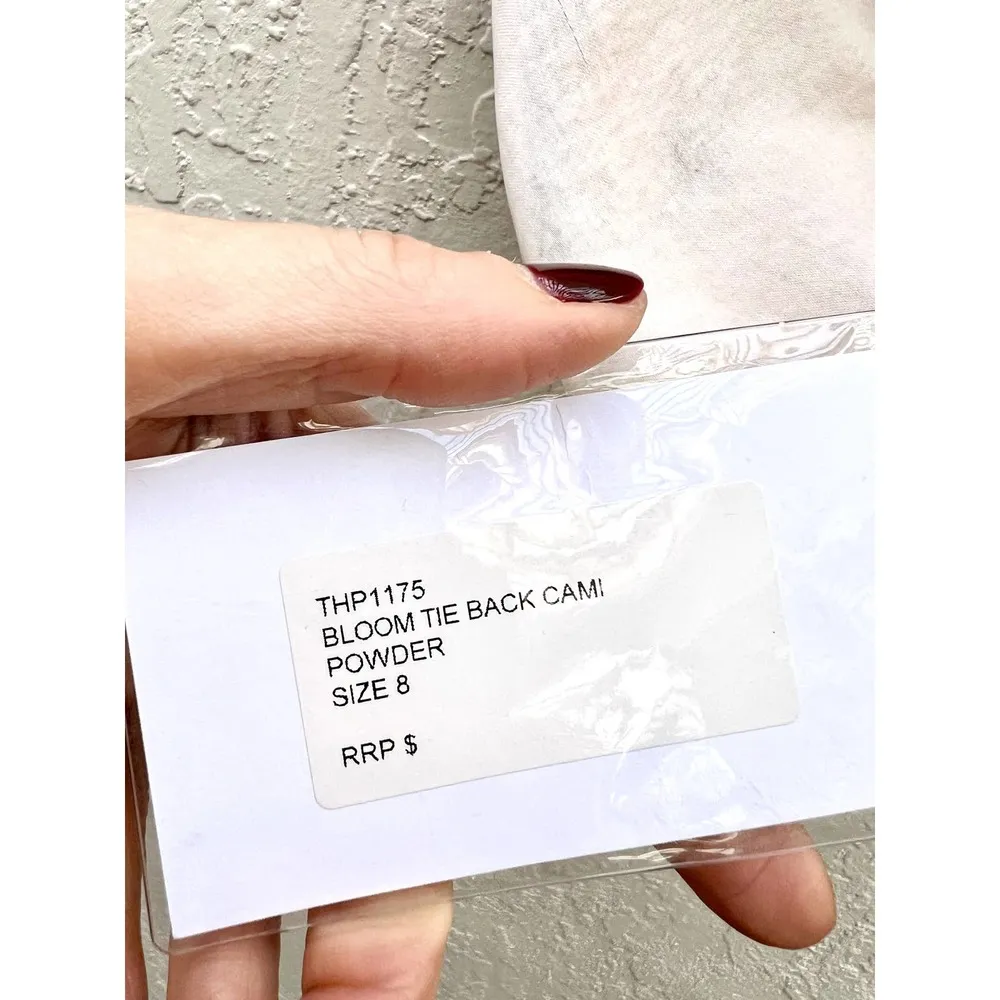 THP1175
BLOOM TIE BACK CAMI
POWDER
SIZE 8
RRP $